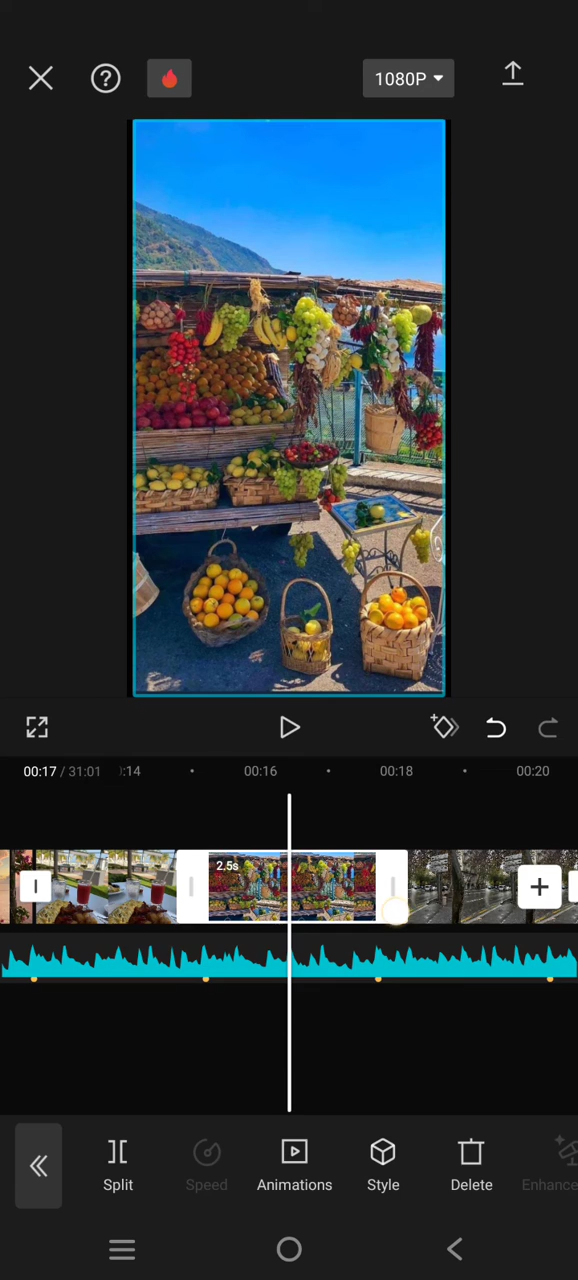 ?
1080P
00:17 / 31:01 ):14 00:16 00:18 00:20
2.5s
Split Speed Animations Style Delete Enhance